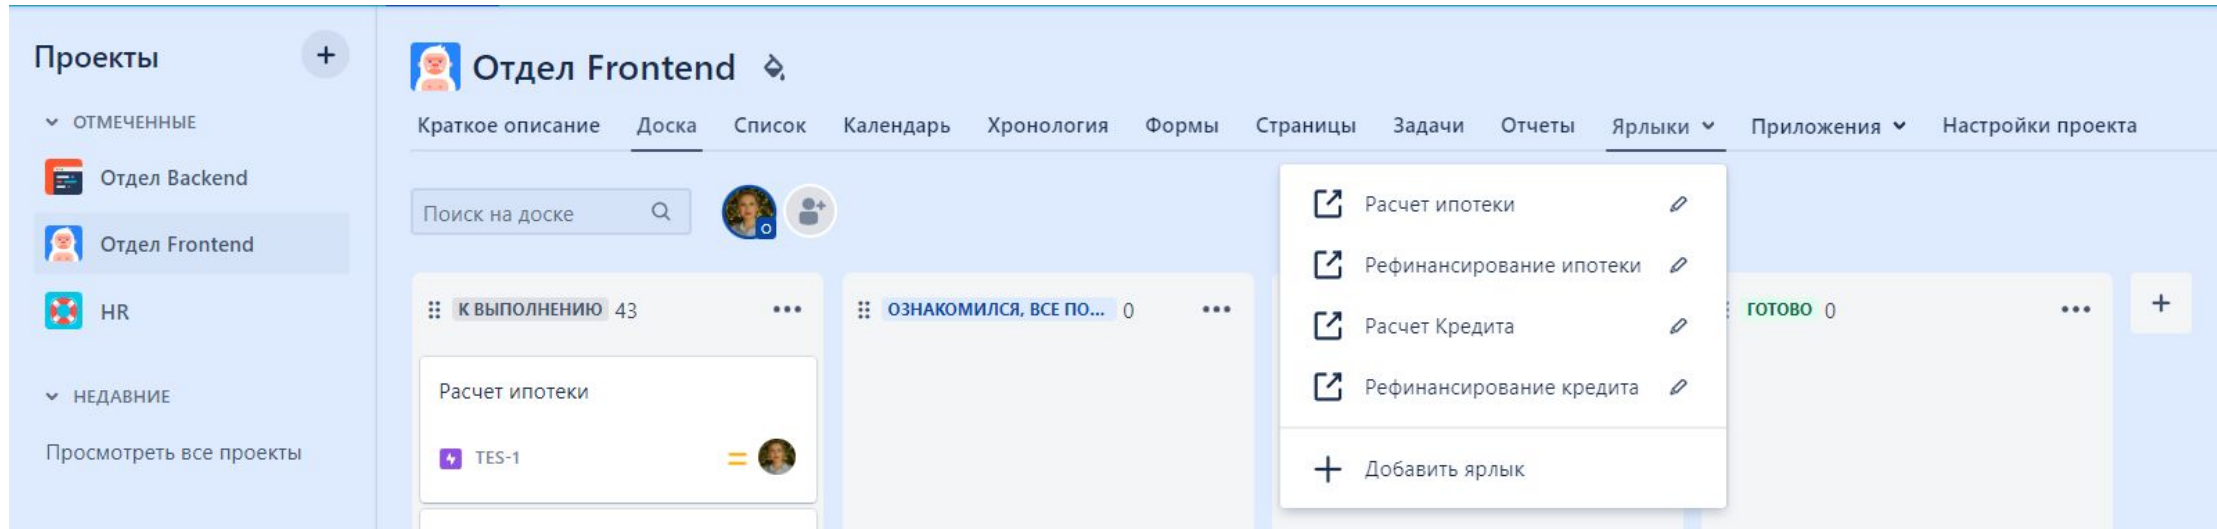 Проекты
ОТМЕЧЕННЫЕ
Отдел Backend
Отдел Frontend
HR
НЕДАВНИЕ
Просмотреть все проекты
Отдел Frontend
Краткое описание Доска Список Календарь Хронология Формы Страницы Задачи Отчеты Ярлыки Приложения Настройки проекта
Поиск на доске
К ВЫПОЛНЕНИЮ 43
Расчет ипотеки
TES-1
ОЗНАКОМИЛСЯ, ВСЕ ПО... 0
Расчет ипотеки
Рефинансирование ипотеки
Расчет Кредита
Рефинансирование кредита
Добавить ярлык
ГОТОВО 0